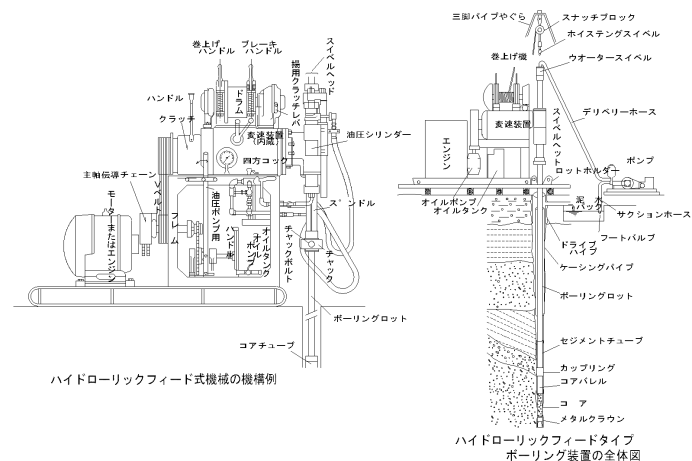 巻上げ
ハンドル
ブレーキ
ハンドル
スイベルヘッド
ドラム
ハンドル
クラッチ
変速装置
(内蔵)
油圧シリンダー
四方コック
主軸伝導チェーン
Vベルト
モーターまたはエンジン
フレーム
油圧ポンプ用
オイルポンプ
オイルタンク
チャックボルト
チャック
ボーリングロット
コアチューブ
ハイドローリックフィード式機械の機構例
三脚パイプやぐら
スナッチブロック
ホイステングスイベル
巻上げ機
ウオータースイベル
デリベリーホース
変速装置
スイベルヘット
エンジン
ロットホルダー
ポンプ
オイルポンプ
オイルタンク
泥水
バック
サクションホース
フートバルブ
ドライブ
パイプ
ケーシングパイプ
ボーリングロット
セジメントチューブ
カップリング
コアバレル
コア
メタルクラウン
ハイドローリックフィードタイプ
ボーリング装置の全体図